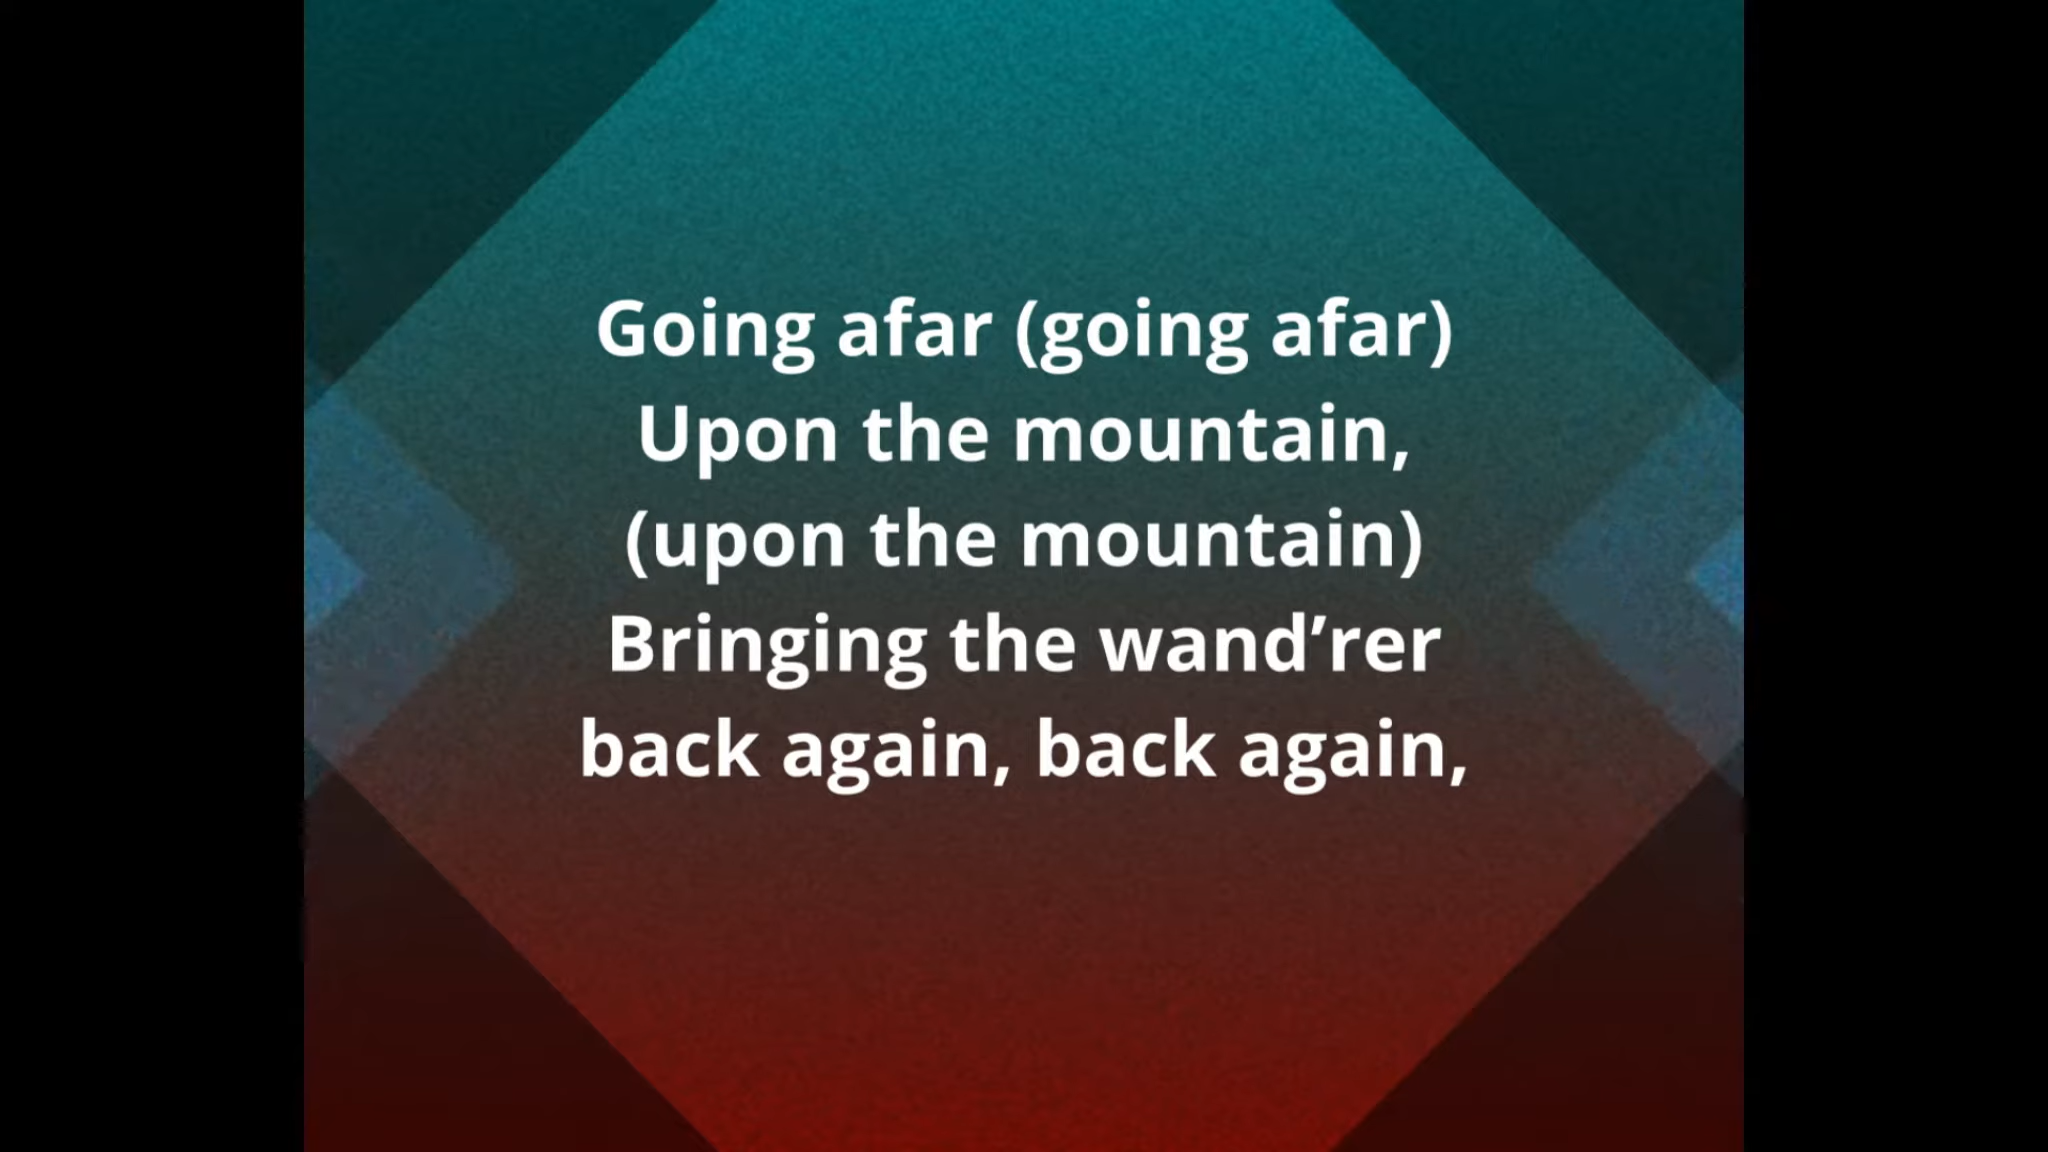 Going afar (going afar)
Upon the mountain,
(upon the mountain)
Bringing the wand’rer
back again, back again,